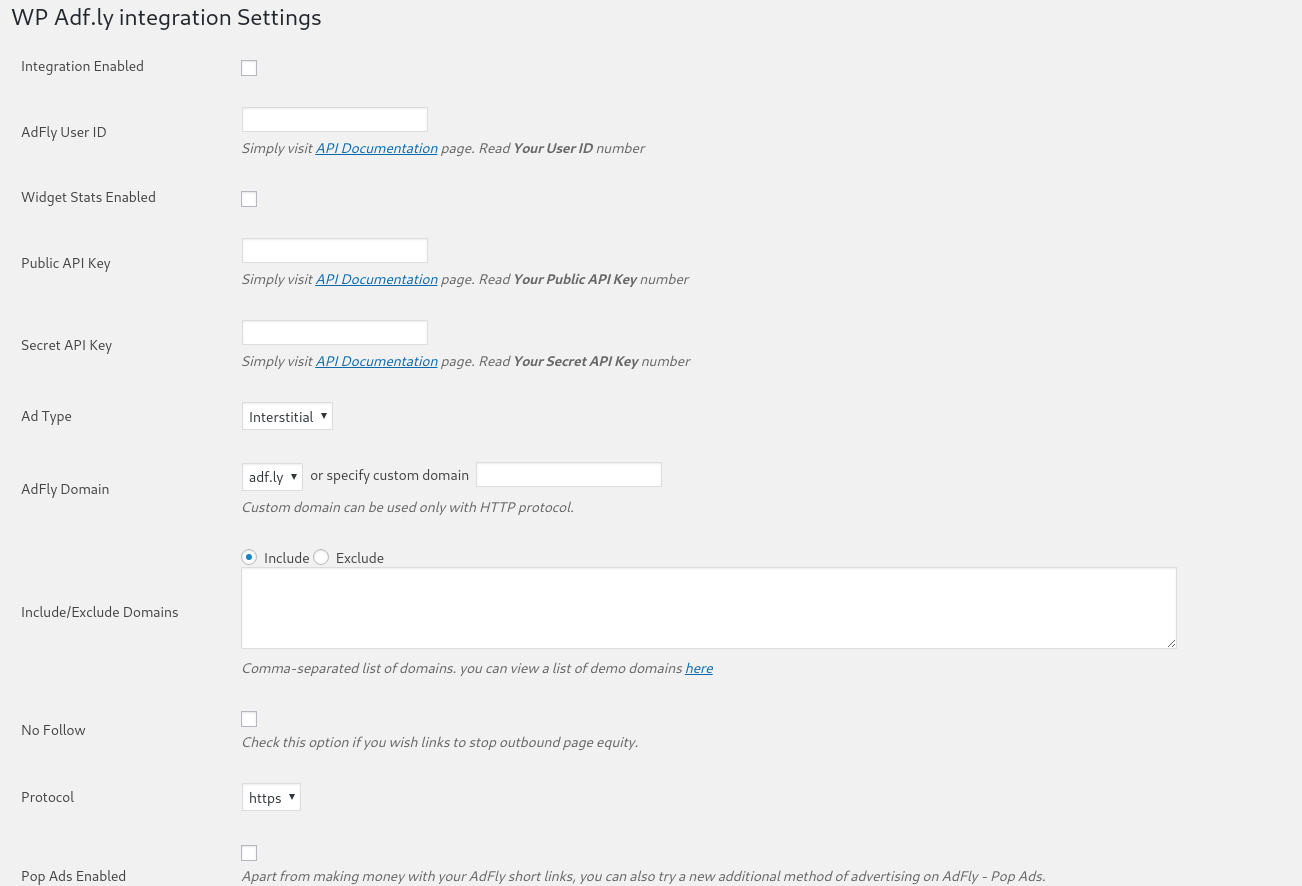 WP Adf.ly integration Settings
Integration Enabled
AdFly User ID
Simply visit API Documentation page. Read Your User ID number
Widget Stats Enabled
Public API Key
Simply visit API Documentation page. Read Your Public API Key number
Secret API Key
Simply visit API Documentation page. Read Your Secret API Key number
Ad Type
Interstitial
AdFly Domain
adf.ly or specify custom domain
Custom domain can be used only with HTTP protocol.
Include Exclude
Include/Exclude Domains
Comma-separated list of domains. you can view a list of demo domains here
No Follow
Check this option if you wish links to stop outbound page equity.
Protocol
https
Pop Ads Enabled
Apart from making money with your AdFly short links, you can also try a new additional method of advertising on AdFly - Pop Ads.